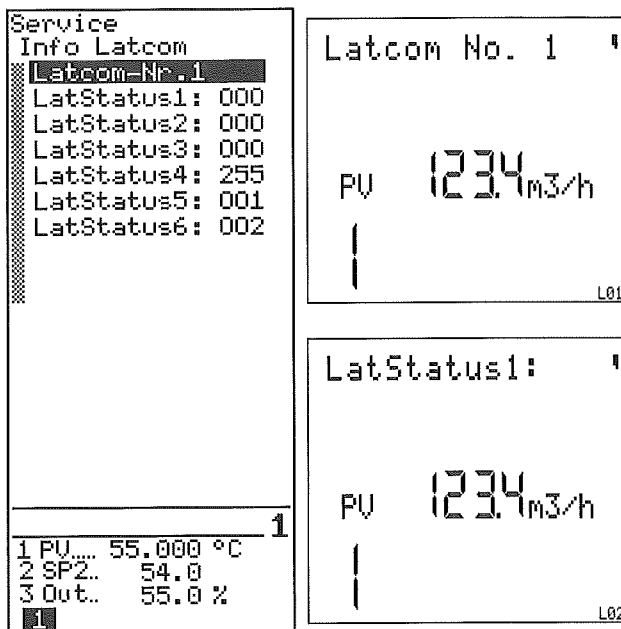 Service
Info Latcom
Latcom-Nr.1
LatStatus1: 000
LatStatus2: 000
LatStatus3: 000
LatStatus4: 255
LatStatus5: 001
LatStatus6: 002
1
1 PV..... 55.000 °C
2 SP2.. 54.0
3 Out.. 55.0 %
1
Latcom No. 1
PV 123.4 m3/h
1
L01
LatStatus1:
PV 123.4 m3/h
1
L02